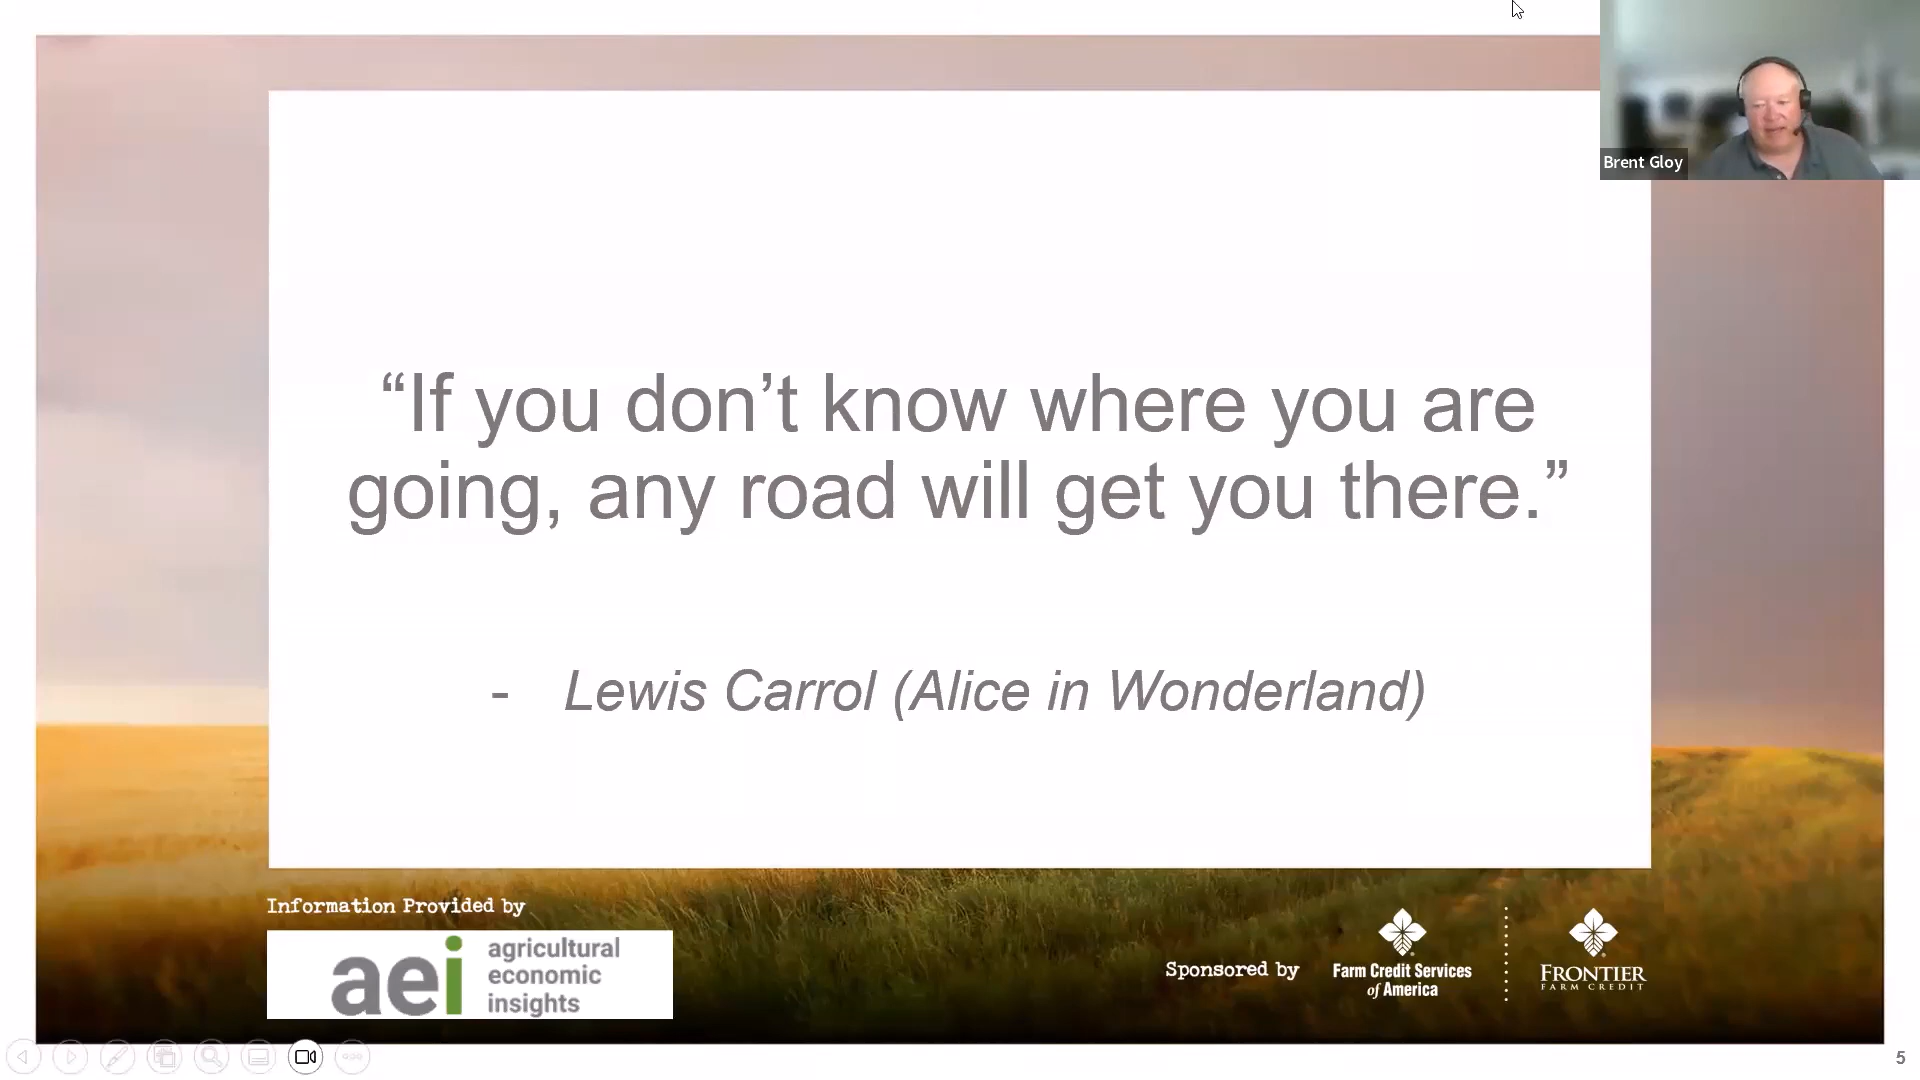 Brent Gloy
“If you don’t know where you are
going, any road will get you there.”
- Lewis Carrol (Alice in Wonderland)
Information Provided by
aei
agricultural
economic
insights
Sponsored by
Farm Credit Services
of America
FRONTIER
FARM CREDIT
5